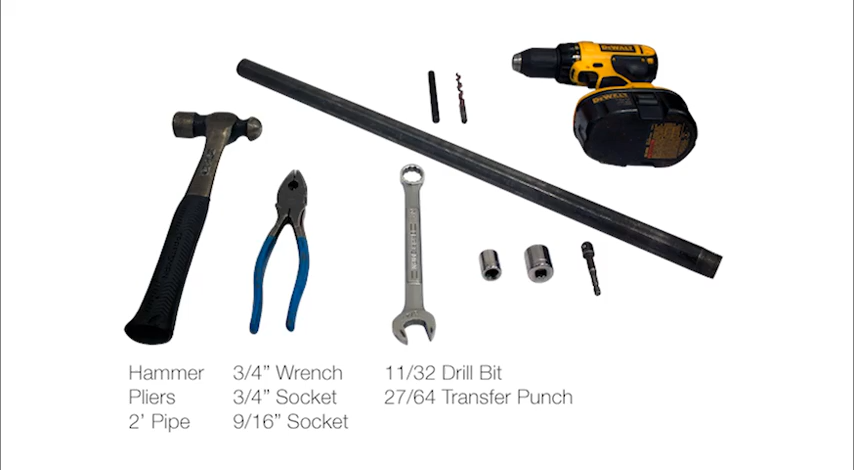 DEWALT
DEWALT
Hammer
Pliers
2’ Pipe
3/4” Wrench
3/4” Socket
9/16” Socket
11/32 Drill Bit
27/64 Transfer Punch